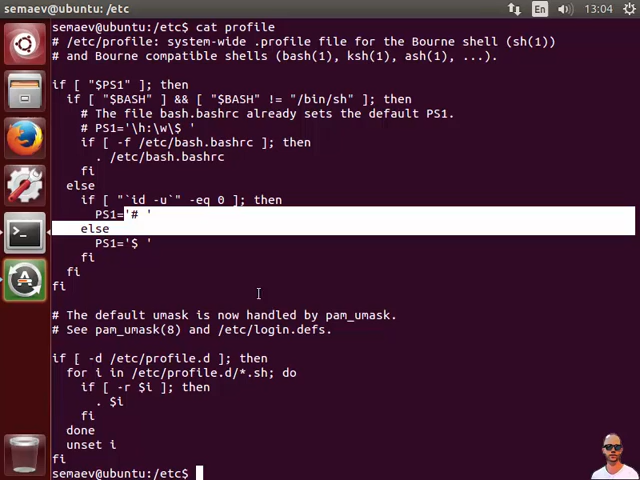 semaev@ubuntu: /etc
En
13:04
semaev@ubuntu:/etc$ cat profile
# /etc/profile: system-wide .profile file for the Bourne shell (sh(1))
# and Bourne compatible shells (bash(1), ksh(1), ash(1), ...).
if [ "$PS1" ]; then
  if [ "$BASH" ] && [ "$BASH" != "/bin/sh" ]; then
    # The file bash.bashrc already sets the default PS1.
    # PS1='\h:\w\$ '
    if [ -f /etc/bash.bashrc ]; then
      . /etc/bash.bashrc
    fi
  else
    if [ "`id -u`" -eq 0 ]; then
      PS1='# '
    else
      PS1='$ '
    fi
  fi
fi
# The default umask is now handled by pam_umask.
# See pam_umask(8) and /etc/login.defs.
if [ -d /etc/profile.d ]; then
  for i in /etc/profile.d/*.sh; do
    if [ -r $i ]; then
      . $i
    fi
  done
  unset i
fi
semaev@ubuntu:/etc$